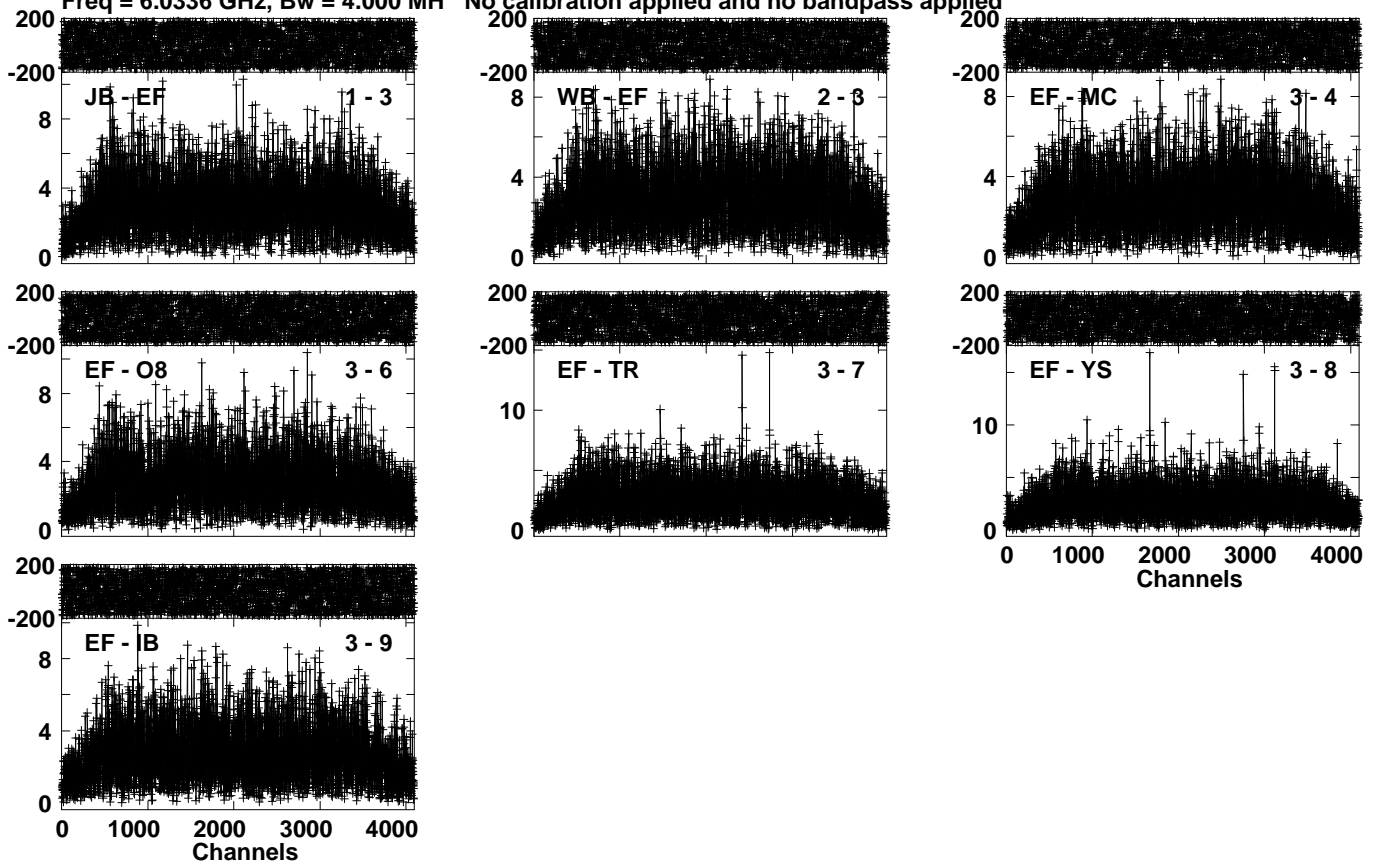 Freq = 6.0336 GHz, Bw = 4.000 MH No calibration applied and no bandpass applied
200
-200
JB - EF 1 - 3
8
4
0
200
-200
WB - EF 2 - 3
8
4
0
200
-200
EF - MC 3 - 4
8
4
0
200
-200
EF - O8 3 - 6
8
4
0
200
-200
EF - TR 3 - 7
10
0
200
-200
EF - YS 3 - 8
10
0
0 1000 2000 3000 4000
Channels
200
-200
EF - IB 3 - 9
8
4
0
0 1000 2000 3000 4000
Channels